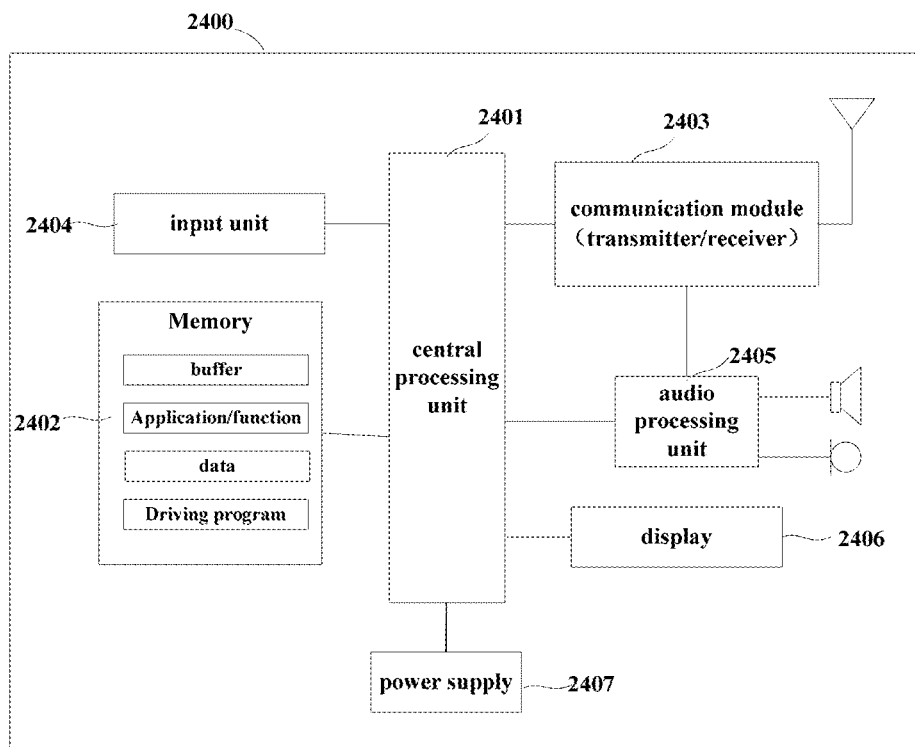 2400
2401
2403
communication module
（transmitter/receiver）
2404
input unit
Memory
buffer
Application/function
data
Driving program
2402
central
processing
unit
2405
audio
processing
unit
display
2406
power supply
2407